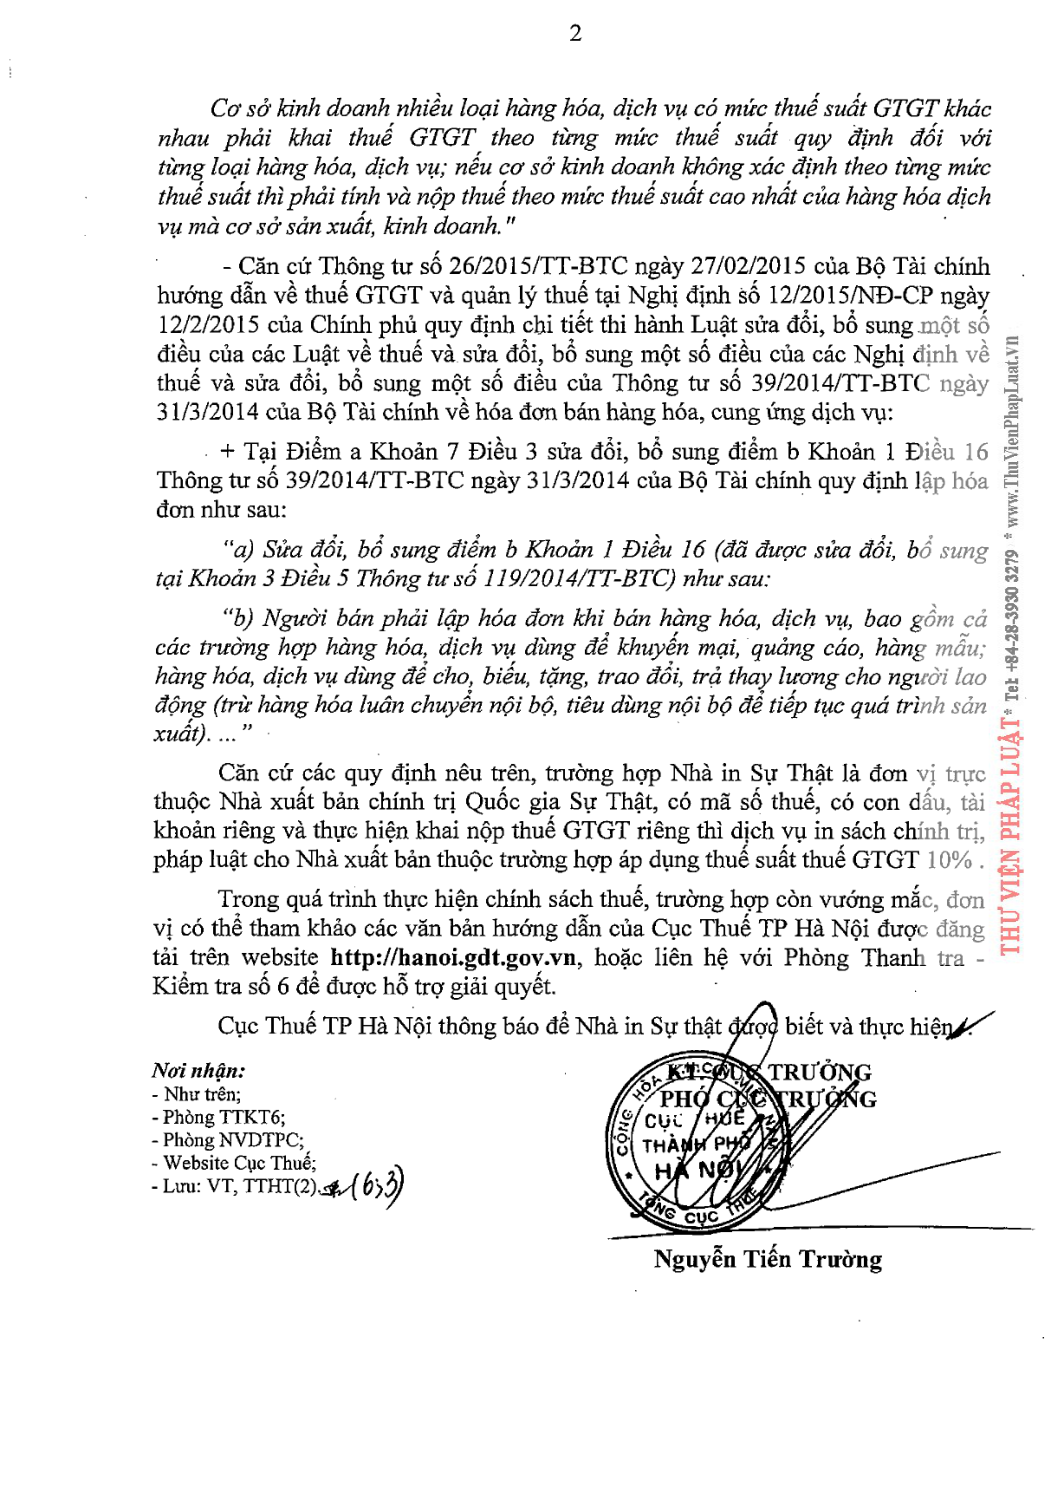 2
Cơ sở kinh doanh nhiều loại hàng hóa, dịch vụ có mức thuế suất GTGT khác
nhau phải khai thuế GTGT theo từng mức thuế suất quy định đối với
từng loại hàng hóa, dịch vụ; nếu cơ sở kinh doanh không xác định theo từng mức
thuế suất thì phải tính và nộp thuế theo mức thuế suất cao nhất của hàng hóa dịch
vụ mà cơ sở sản xuất, kinh doanh."
- Căn cứ Thông tư số 26/2015/TT-BTC ngày 27/02/2015 của Bộ Tài chính
hướng dẫn về thuế GTGT và quản lý thuế tại Nghị định số 12/2015/NĐ-CP ngày
12/2/2015 của Chính phủ quy định chi tiết thi hành Luật sửa đổi, bổ sung một số
điều của các Luật về thuế và sửa đổi, bổ sung một số điều của các Nghị định về
thuế và sửa đổi, bổ sung một số điều của Thông tư số 39/2014/TT-BTC ngày
31/3/2014 của Bộ Tài chính về hóa đơn bán hàng hóa, cung ứng dịch vụ:
+ Tại Điểm a Khoản 7 Điều 3 sửa đổi, bổ sung điểm b Khoản 1 Điều 16
Thông tư số 39/2014/TT-BTC ngày 31/3/2014 của Bộ Tài chính quy định lập hóa
đơn như sau:
"a) Sửa đổi, bổ sung điểm b Khoản 1 Điều 16 (đã được sửa đổi, bổ sung
tại Khoản 3 Điều 5 Thông tư số 119/2014/TT-BTC) như sau:
"b) Người bán phải lập hóa đơn khi bán hàng hóa, dịch vụ, bao gồm cả
các trường hợp hàng hóa, dịch vụ dùng để khuyến mại, quảng cáo, hàng mẫu;
hàng hóa, dịch vụ dùng để cho, biếu, tặng, trao đổi, trả thay lương cho người lao
động (trừ hàng hóa luân chuyển nội bộ, tiêu dùng nội bộ để tiếp tục quá trình sản
xuất). ..."
Căn cứ các quy định nêu trên, trường hợp Nhà in Sự Thật là đơn vị trực
thuộc Nhà xuất bản chính trị Quốc gia Sự Thật, có mã số thuế, có con dấu, tài
khoản riêng và thực hiện khai nộp thuế GTGT riêng thì dịch vụ in sách chính trị,
pháp luật cho Nhà xuất bản thuộc trường hợp áp dụng thuế suất thuế GTGT 10% .
Trong quá trình thực hiện chính sách thuế, trường hợp còn vướng mắc, đơn
vị có thể tham khảo các văn bản hướng dẫn của Cục Thuế TP Hà Nội được đăng
tải trên website http://hanoi.gdt.gov.vn, hoặc liên hệ với Phòng Thanh tra -
Kiểm tra số 6 để được hỗ trợ giải quyết.
Cục Thuế TP Hà Nội thông báo để Nhà in Sự thật được biết và thực hiện./.
Nơi nhận:
- Như trên;
- Phòng TTKT6;
- Phòng NVDTPC;
- Website Cục Thuế;
- Lưu: VT, TTHT(2). (6;3)
KT. CỤC TRƯỞNG
PHÓ CỤC TRƯỞNG
CỤC THUẾ
THÀNH PHỐ
HÀ NỘI
TỔNG CỤC THUẾ
Nguyễn Tiến Trường
THƯ VIỆN PHÁP LUẬT * Tel: +84-28-3930 3279 * www.ThuVienPhapLuat.vn